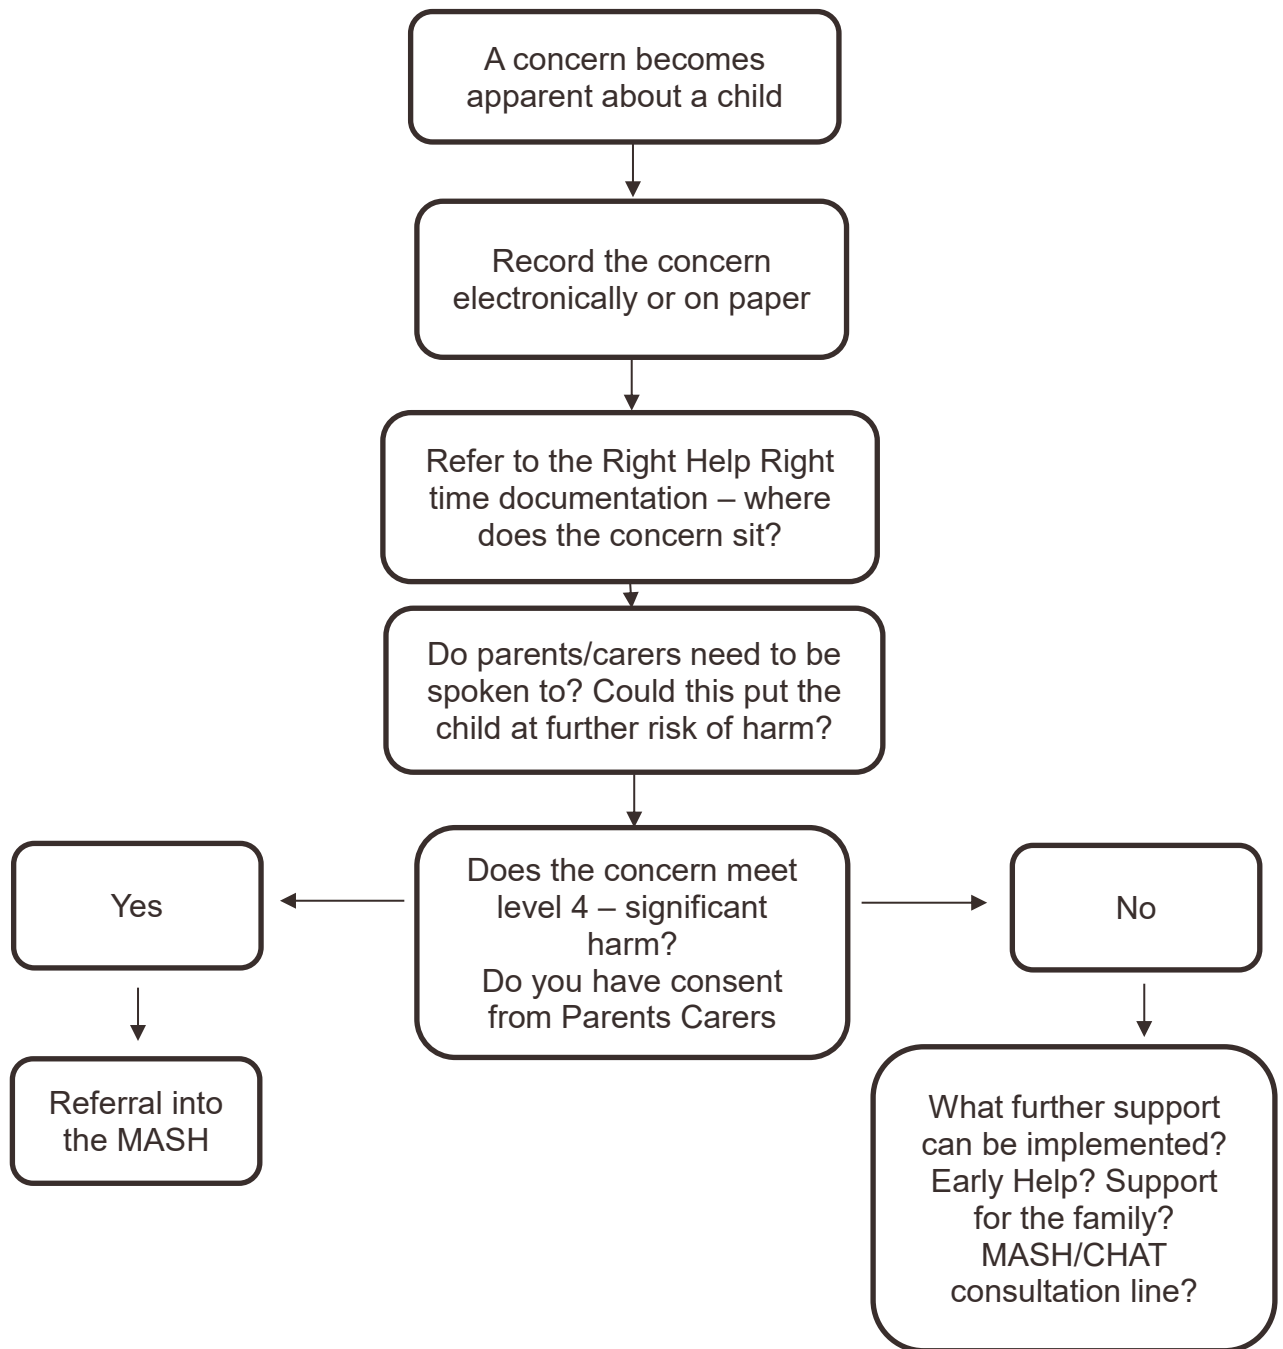 A concern becomes
apparent about a child
Record the concern
electronically or on paper
Refer to the Right Help Right
time documentation – where
does the concern sit?
Do parents/carers need to be
spoken to? Could this put the
child at further risk of harm?
Does the concern meet
level 4 – significant
harm?
Do you have consent
from Parents Carers
Yes
Referral into
the MASH
No
What further support
can be implemented?
Early Help? Support
for the family?
MASH/CHAT
consultation line?